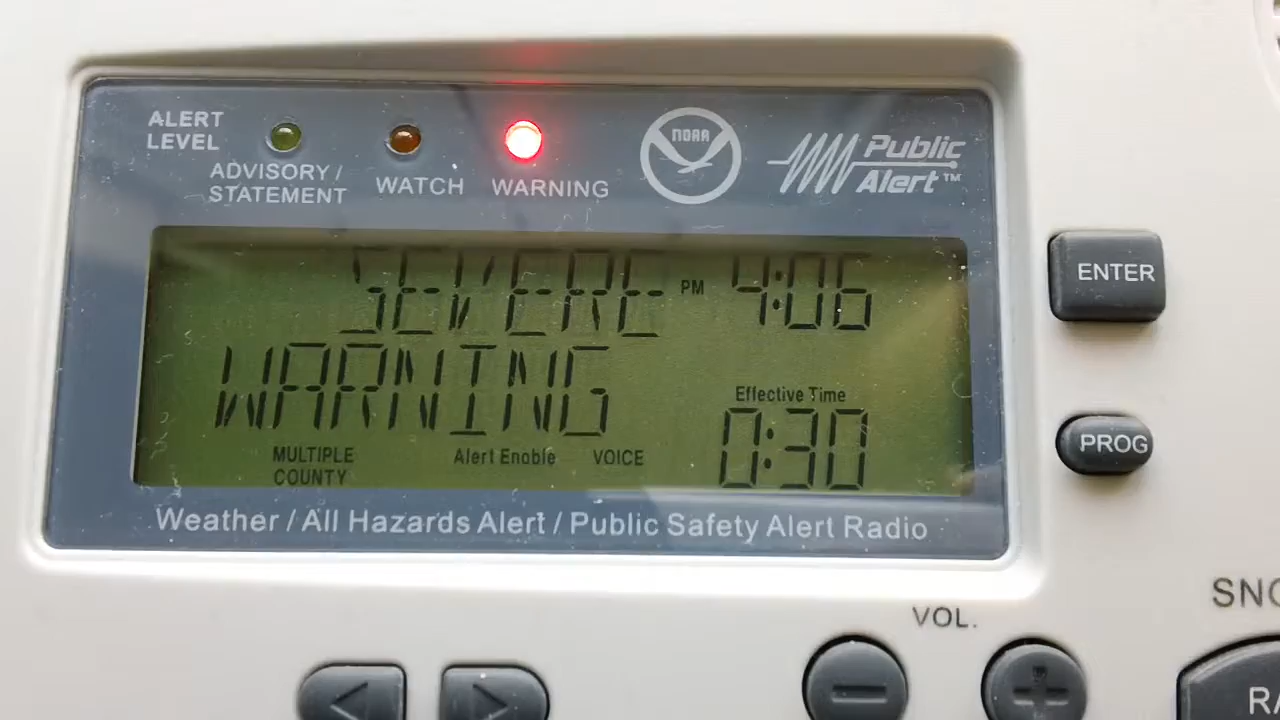 ALERT LEVEL
ADVISORY / STATEMENT
WATCH
WARNING
NOAA
Public Alert™
SEVERE
PM 4:06
WARNING
Effective Time
0:30
MULTIPLE COUNTY
Alert Enable
VOICE
Weather / All Hazards Alert / Public Safety Alert Radio
ENTER
PROG
VOL.